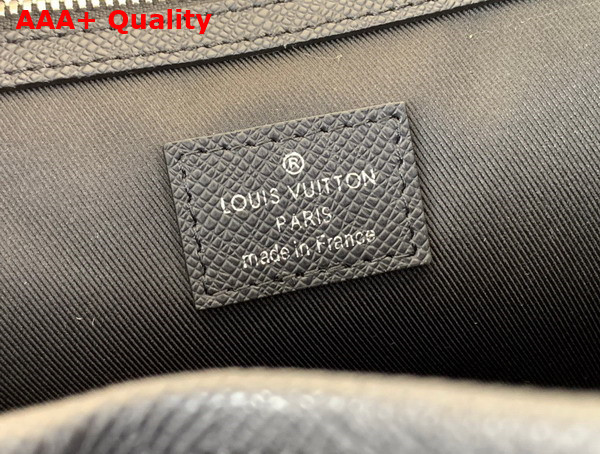 AAA+ Quality
®
LOUIS VUITTON
PARIS
made in France